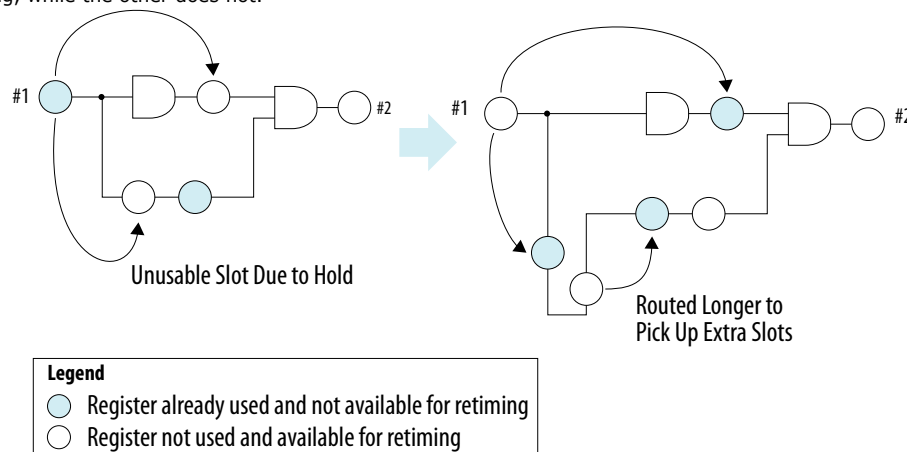 g, while the other does not.
#1
#2
Unusable Slot Due to Hold
#1
#2
Routed Longer to
Pick Up Extra Slots
Legend
Register already used and not available for retiming
Register not used and available for retiming